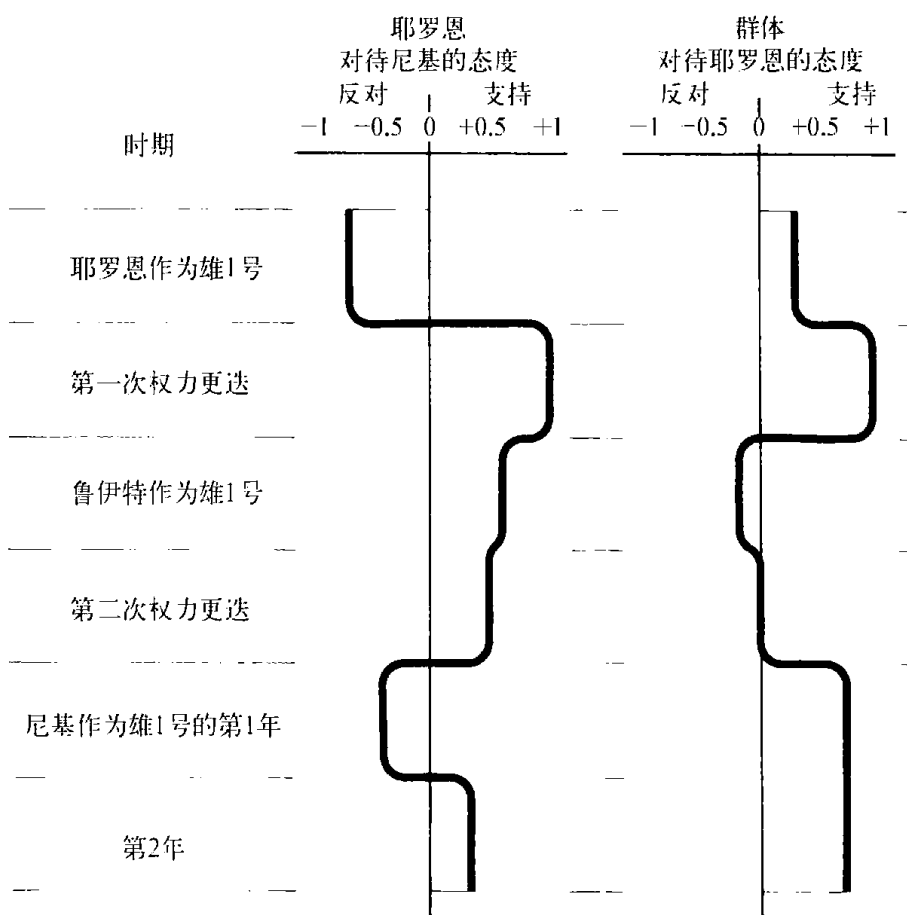 耶罗恩
对待尼基的态度
反对 支持
−1 −0.5 0 +0.5 +1
群体
对待耶罗恩的态度
反对 支持
−1 −0.5 0 +0.5 +1
时期
耶罗恩作为雄1号
第一次权力更迭
鲁伊特作为雄1号
第二次权力更迭
尼基作为雄1号的第1年
第2年